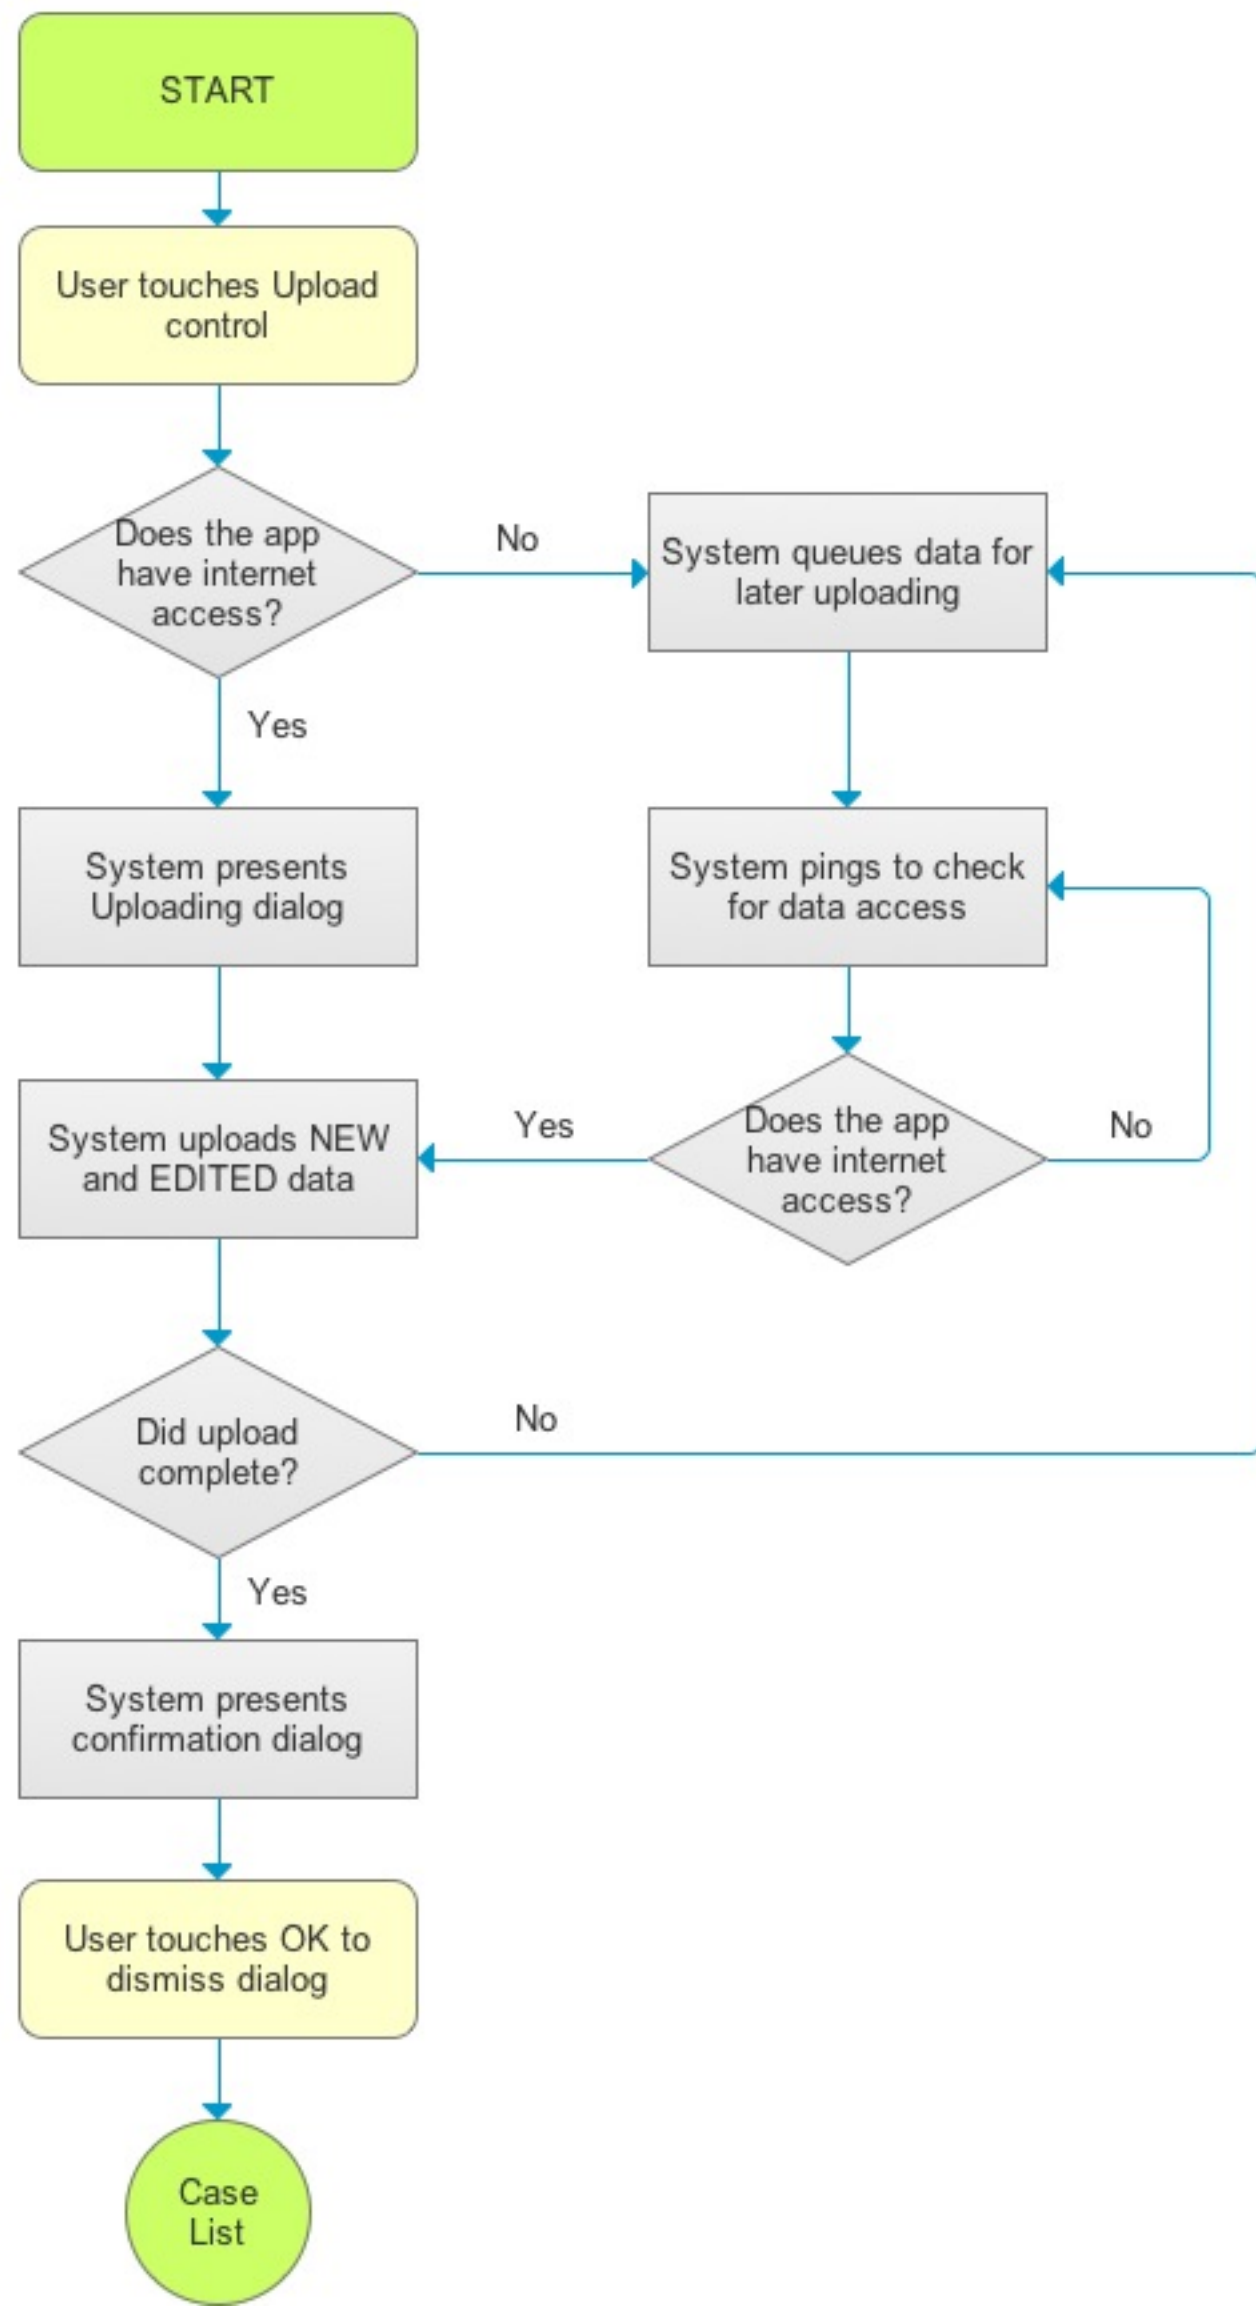 START
User touches Upload
control
Does the app
have internet
access?
No
System queues data for
later uploading
Yes
System presents
Uploading dialog
System pings to check
for data access
System uploads NEW
and EDITED data
Yes
Does the app
have internet
access?
No
Did upload
complete?
No
Yes
System presents
confirmation dialog
User touches OK to
dismiss dialog
Case
List